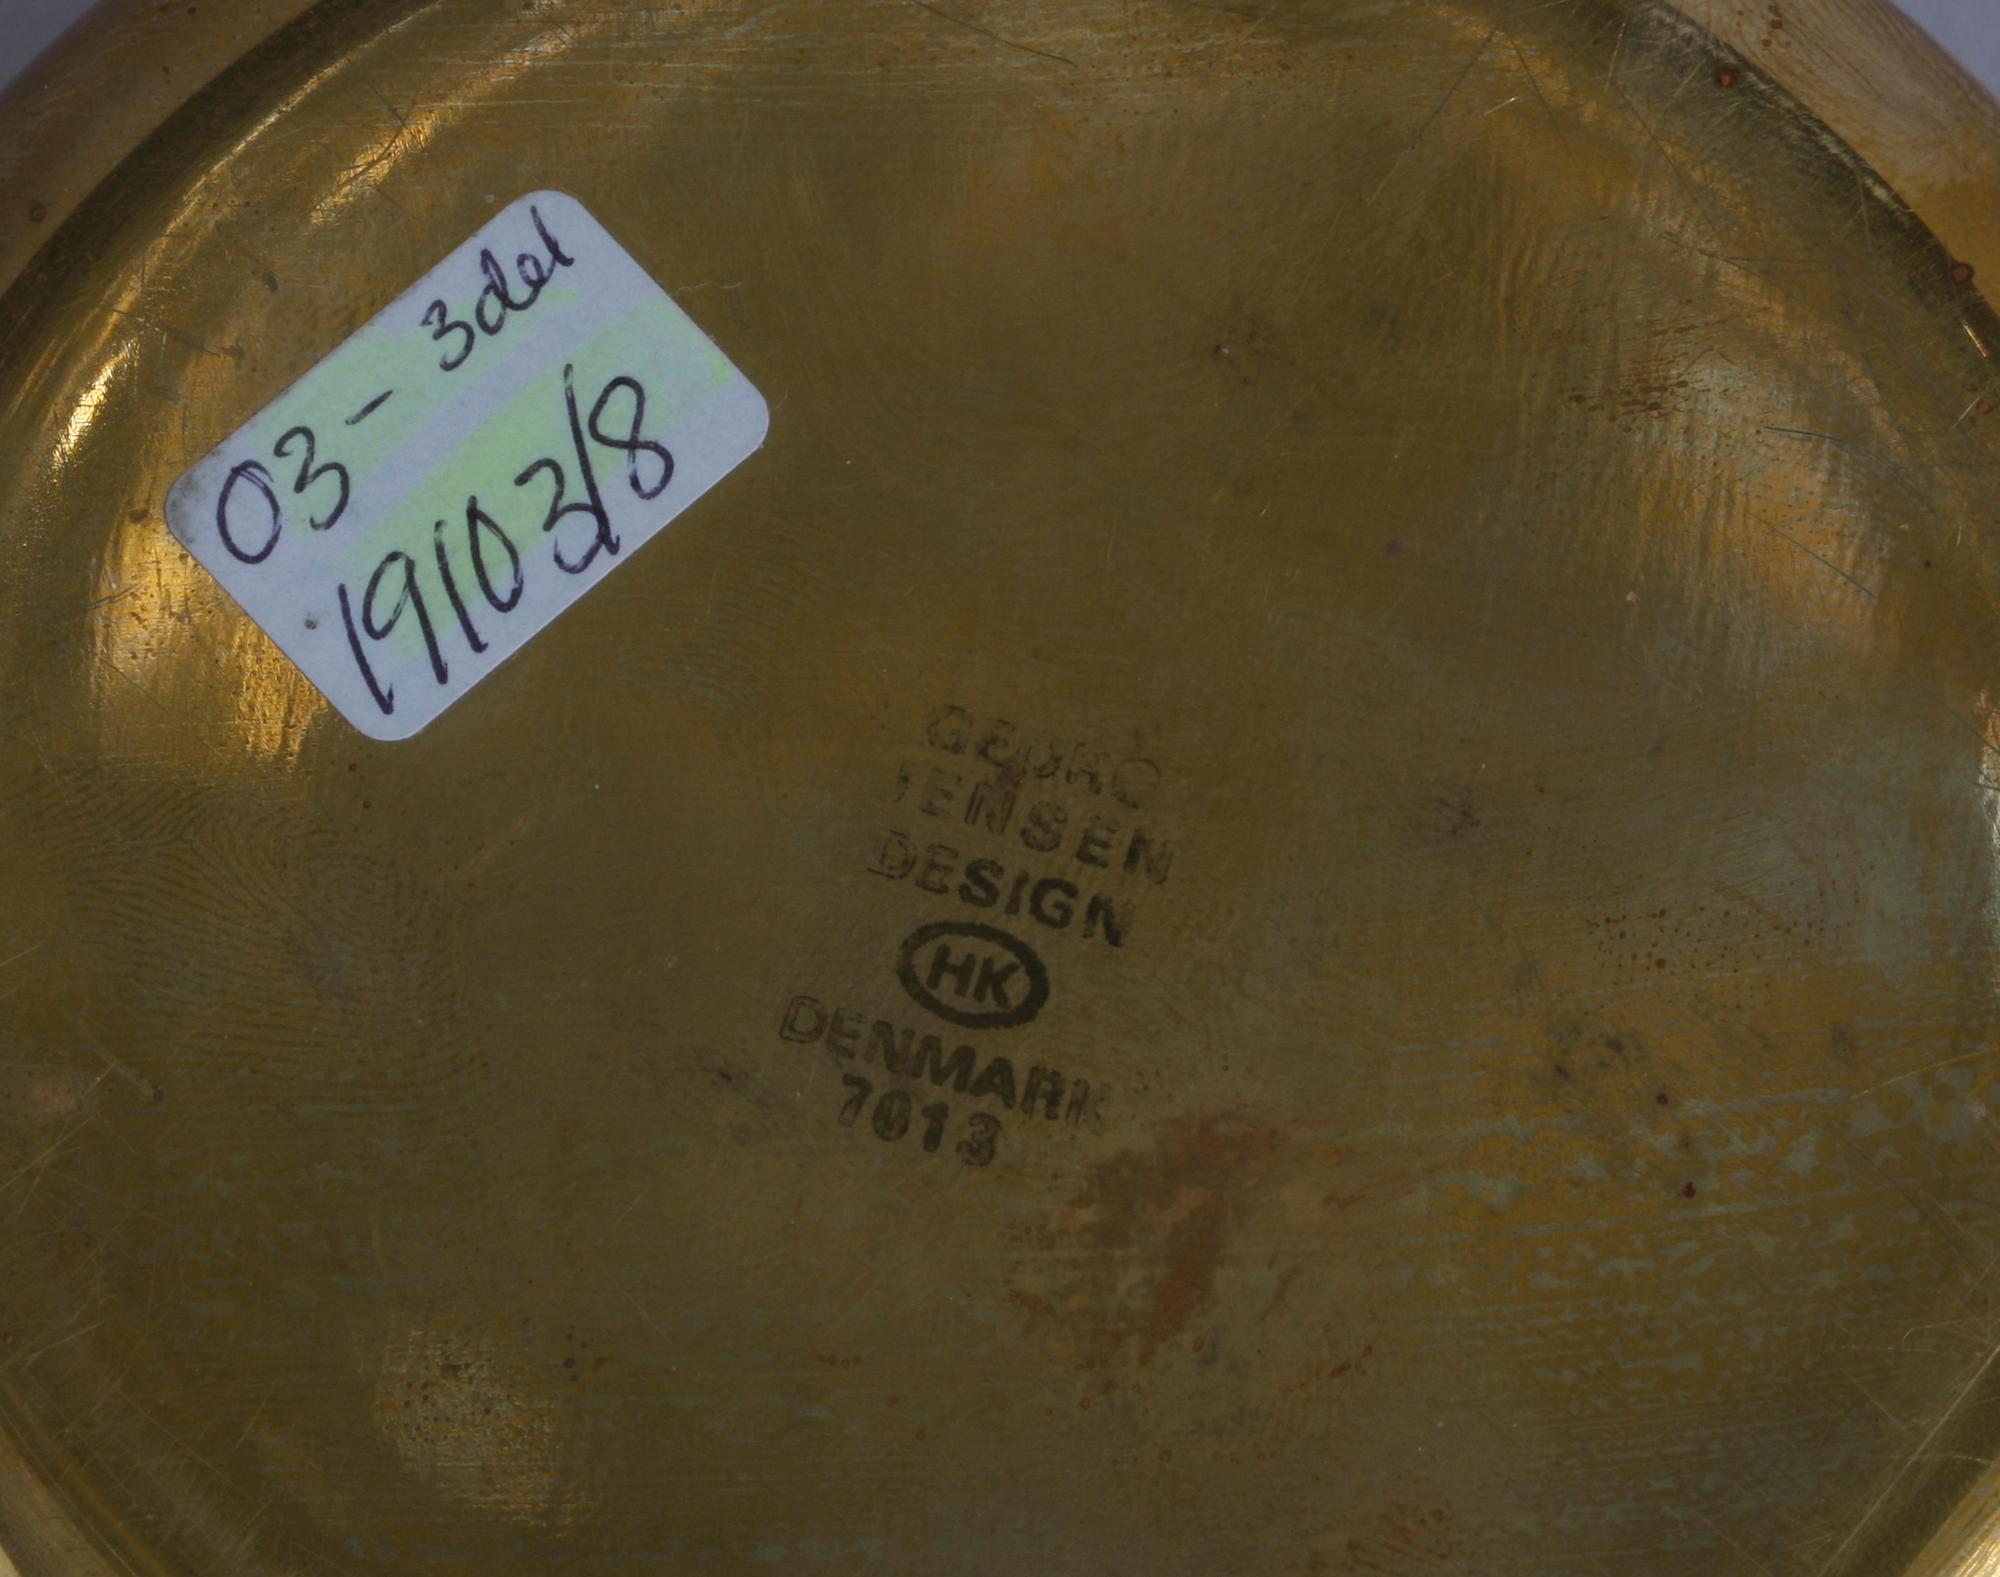 03 - 3del
19103/8
GEORG
JENSEN
DESIGN
HK
DENMARK
7013